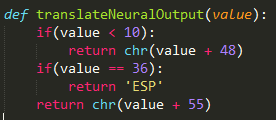 def translateNeuralOutput(value):
    if(value < 10):
        return chr(value + 48)
    if(value == 36):
        return 'ESP'
    return chr(value + 55)